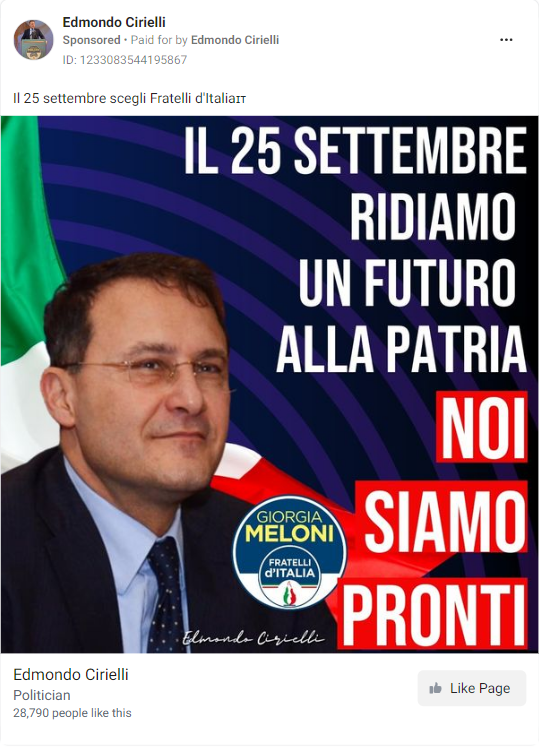 Edmondo Cirielli
Sponsored • Paid for by Edmondo Cirielli
ID: 1233083544195867
Il 25 settembre scegli Fratelli d'Italia🇮🇹
IL 25 SETTEMBRE
RIDIAMO
UN FUTURO
ALLA PATRIA
NOI
SIAMO
PRONTI
GIORGIA
MELONI
FRATELLI
d'ITALIA
Edmondo Cirielli
Edmondo Cirielli
Politician
28,790 people like this
Like Page